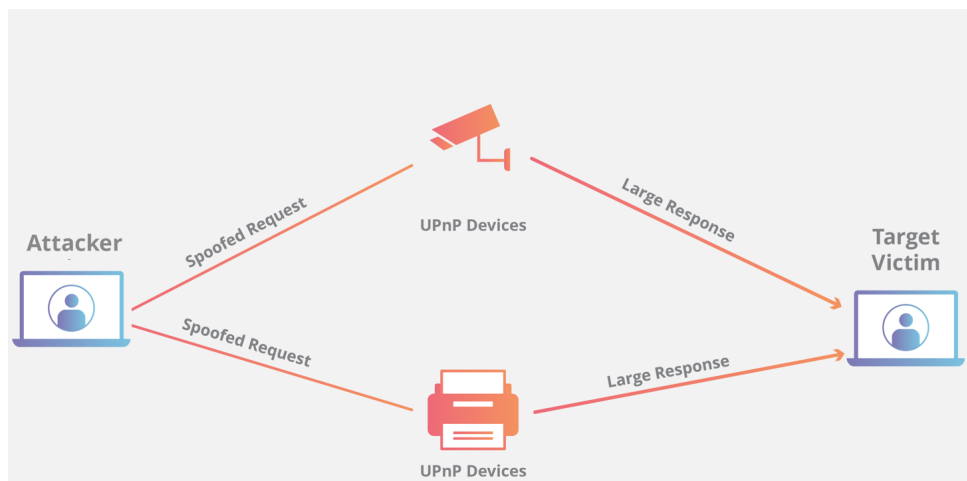 Attacker
Spoofed Request
Spoofed Request
UPnP Devices
UPnP Devices
Large Response
Large Response
Target
Victim